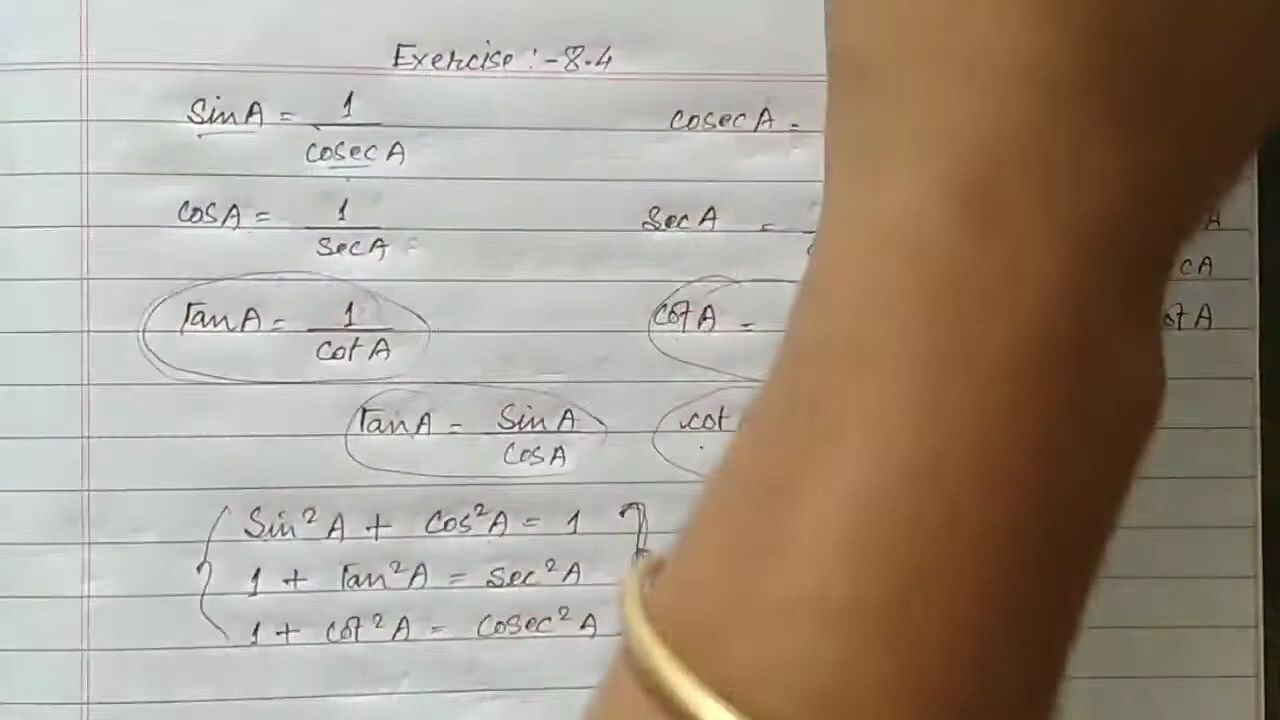 Exercise :- 8.4
SinA = 1 / cosecA
cosecA =
cosA = 1 / SecA
SecA =
TanA = 1 / cotA
cotA =
TanA = SinA / cosA
cot
Sin²A + Cos²A = 1
1 + Tan²A = Sec²A
1 + cot²A = cosec²A